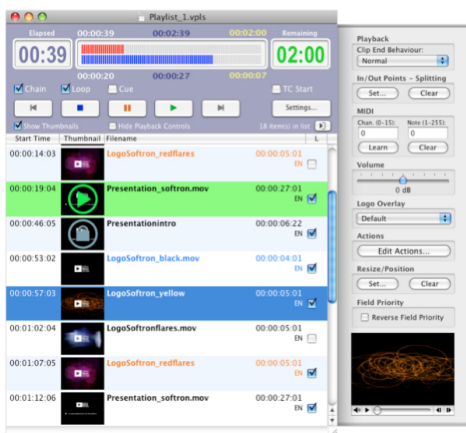 Playlist_1.vpls
Elapsed 00:00:39 00:02:39 00:02:00 Remaining
00:39 02:00
00:00:20 00:00:27 00:00:07
Chain Loop Cue TC Start
Settings...
Show Thumbnails Hide Playback Controls 18 item(s) in list
Start Time Thumbnail Filename L
00:00:14:03 LogoSoftron_redflares 00:00:05:01
EN
00:00:19:04 Presentation_softron.mov 00:00:27:01
EN
00:00:46:05 Presentationintro 00:00:06:22
EN
00:00:53:02 LogoSoftron_black.mov 00:00:04:01
EN
00:00:57:03 LogoSoftron_yellow 00:00:05:01
EN
00:01:02:04 LogoSoftronflares.mov 00:00:05:01
EN
00:01:07:05 LogoSoftron_redflares 00:00:05:01
EN
00:01:12:06 Presentation_softron.mov 00:00:27:01
EN
Playback
Clip End Behaviour:
Normal
In/Out Points - Splitting
Set... Clear
MIDI
Chan. (0-15): Note (1-255):
0 0
Learn Clear
Volume
0 dB
Logo Overlay
Default
Actions
Edit Actions...
Resize/Position
Set... Clear
Field Priority
Reverse Field Priority